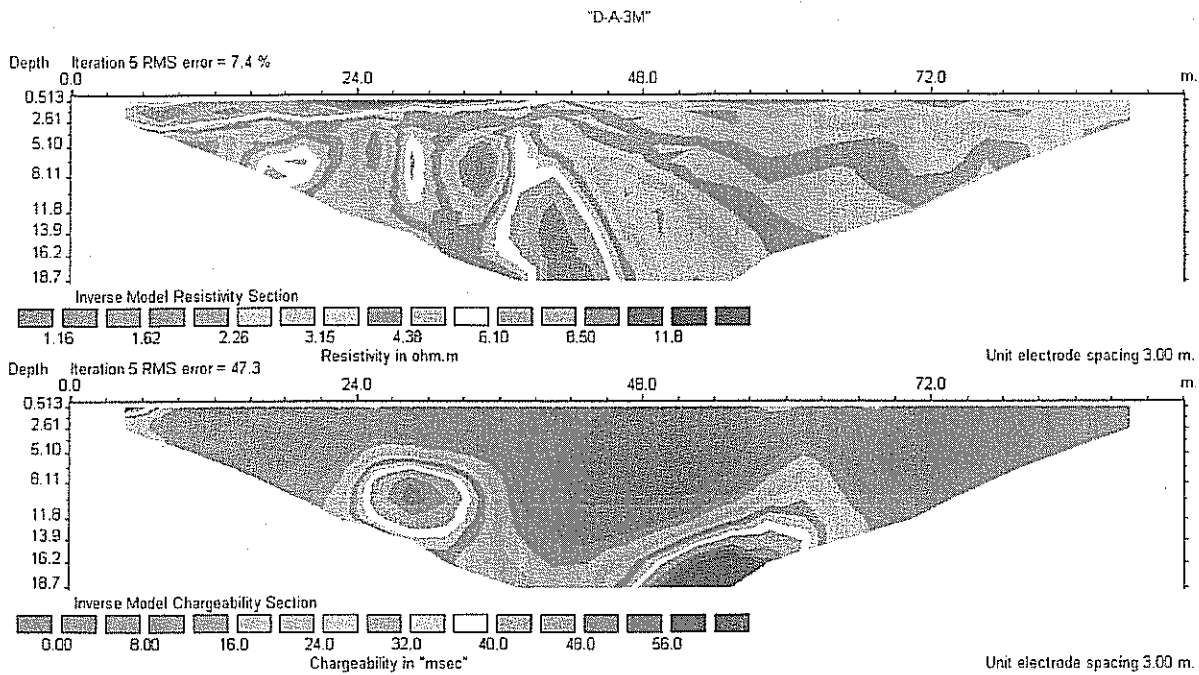 "D-A-3M"
Depth Iteration 5 RMS error = 7.4 %
0.0 24.0 48.0 72.0 m.
0.513
2.61
5.10
8.11
11.8
13.9
16.2
18.7
Inverse Model Resistivity Section
1.16 1.62 2.26 3.15 4.38 6.10 8.50 11.8
Resistivity in ohm.m Unit electrode spacing 3.00 m.
Depth Iteration 5 RMS error = 47.3
0.0 24.0 48.0 72.0 m.
0.513
2.61
5.10
8.11
11.8
13.9
16.2
18.7
Inverse Model Chargeability Section
0.00 8.00 16.0 24.0 32.0 40.0 48.0 56.0
Chargeability in "msec" Unit electrode spacing 3.00 m.